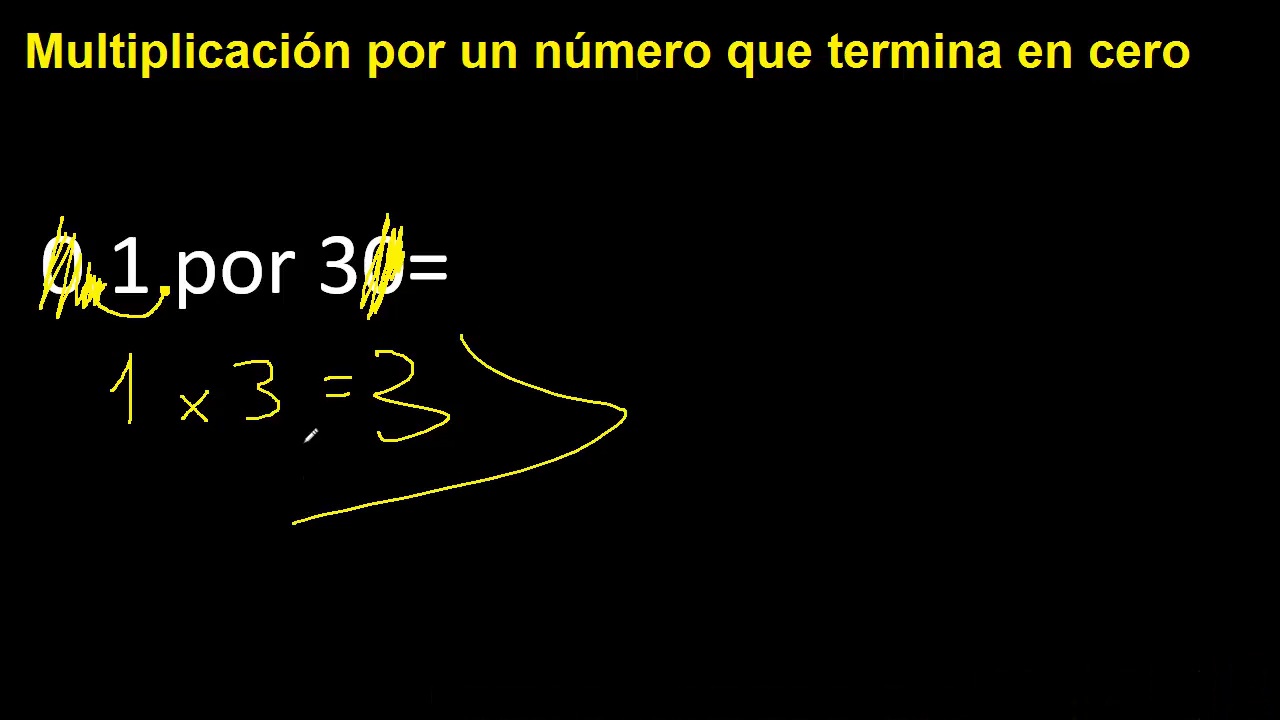 Multiplicación por un número que termina en cero
0.1.por 30=
1 x 3 = 3